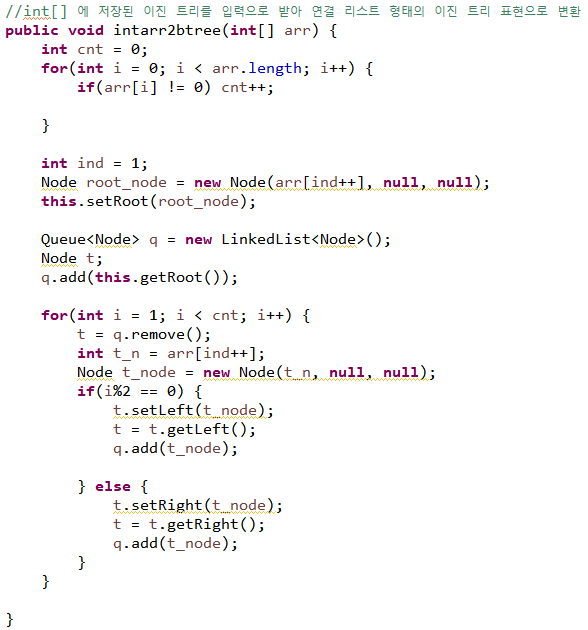 //int[] 에 저장된 이진 트리를 입력으로 받아 연결 리스트 형태의 이진 트리 표현으로 변환
public void intarr2btree(int[] arr) {
    int cnt = 0;
    for(int i = 0; i < arr.length; i++) {
        if(arr[i] != 0) cnt++;

    }

    int ind = 1;
    Node root_node = new Node(arr[ind++], null, null);
    this.setRoot(root_node);

    Queue<Node> q = new LinkedList<Node>();
    Node t;
    q.add(this.getRoot());

    for(int i = 1; i < cnt; i++) {
        t = q.remove();
        int t_n = arr[ind++];
        Node t_node = new Node(t_n, null, null);
        if(i%2 == 0) {
            t.setLeft(t_node);
            t = t.getLeft();
            q.add(t_node);

        } else {
            t.setRight(t_node);
            t = t.getRight();
            q.add(t_node);
        }
    }

}